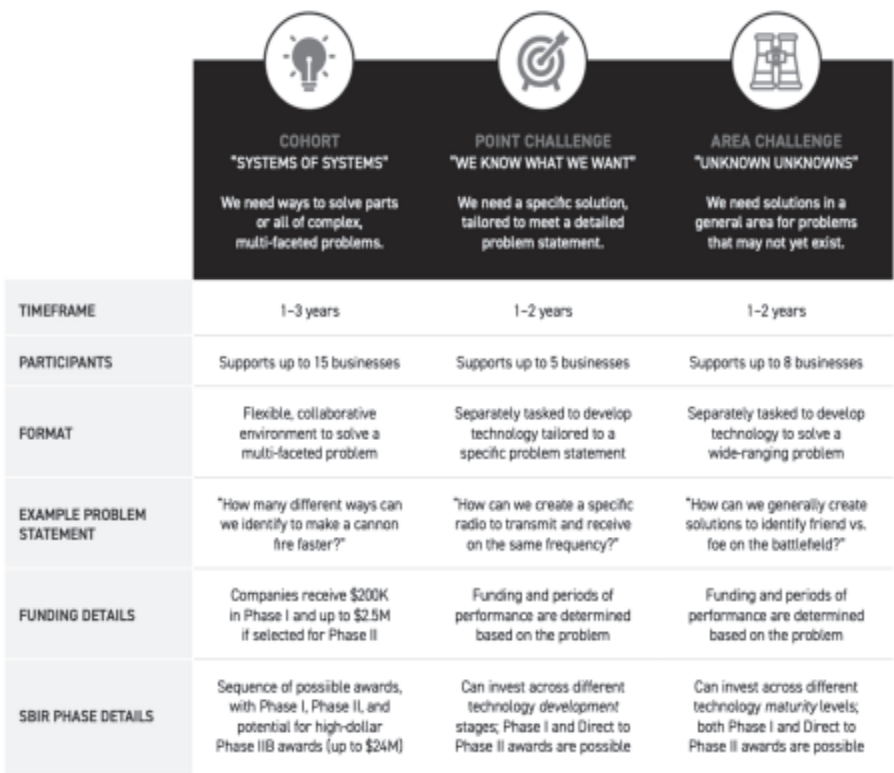 COHORT
"SYSTEMS OF SYSTEMS"
We need ways to solve parts
or all of complex,
multi-faceted problems.
POINT CHALLENGE
"WE KNOW WHAT WE WANT"
We need a specific solution,
tailored to meet a detailed
problem statement.
AREA CHALLENGE
"UNKNOWN UNKNOWNS"
We need solutions in a
general area for problems
that may not yet exist.
TIMEFRAME
1–3 years
1–2 years
1–2 years
PARTICIPANTS
Supports up to 15 businesses
Supports up to 5 businesses
Supports up to 8 businesses
FORMAT
Flexible, collaborative
environment to solve a
multi-faceted problem
Separately tasked to develop
technology tailored to a
specific problem statement
Separately tasked to develop
technology to solve a
wide-ranging problem
EXAMPLE PROBLEM
STATEMENT
"How many different ways can
we identify to make a cannon
fire faster?"
"How can we create a specific
radio to transmit and receive
on the same frequency?"
"How can we generally create
solutions to identify friend vs.
foe on the battlefield?"
FUNDING DETAILS
Companies receive $200K
in Phase I and up to $2.5M
if selected for Phase II
Funding and periods of
performance are determined
based on the problem
Funding and periods of
performance are determined
based on the problem
SBIR PHASE DETAILS
Sequence of possible awards,
with Phase I, Phase II, and
potential for high-dollar
Phase IIB awards (up to $24M)
Can invest across different
technology development
stages; Phase I and Direct to
Phase II awards are possible
Can invest across different
technology maturity levels;
both Phase I and Direct to
Phase II awards are possible